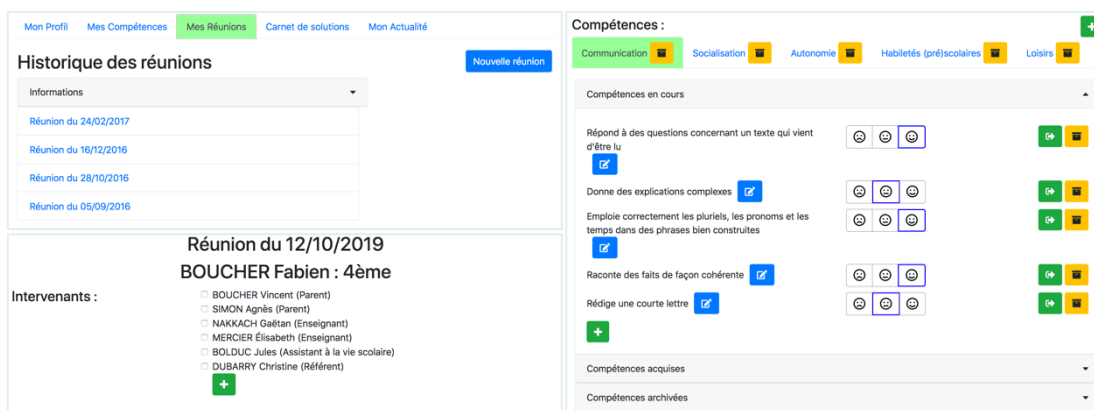 Mon Profil Mes Compétences Mes Réunions Carnet de solutions Mon Actualité
Historique des réunions
Nouvelle réunion
Informations
Réunion du 24/02/2017
Réunion du 16/12/2016
Réunion du 28/10/2016
Réunion du 05/09/2016
Réunion du 12/10/2019
BOUCHER Fabien : 4ème
Intervenants :
BOUCHER Vincent (Parent)
SIMON Agnès (Parent)
NAKKACH Gaëtan (Enseignant)
MERCIER Élisabeth (Enseignant)
BOLDUC Jules (Assistant à la vie scolaire)
DUBARRY Christine (Référent)
Compétences :
Communication Socialisation Autonomie Habiletés (pré)scolaires Loisirs
Compétences en cours
Répond à des questions concernant un texte qui vient
d'être lu
Donne des explications complexes
Emploie correctement les pluriels, les pronoms et les
temps dans des phrases bien construites
Raconte des faits de façon cohérente
Rédige une courte lettre
Compétences acquises
Compétences archivées